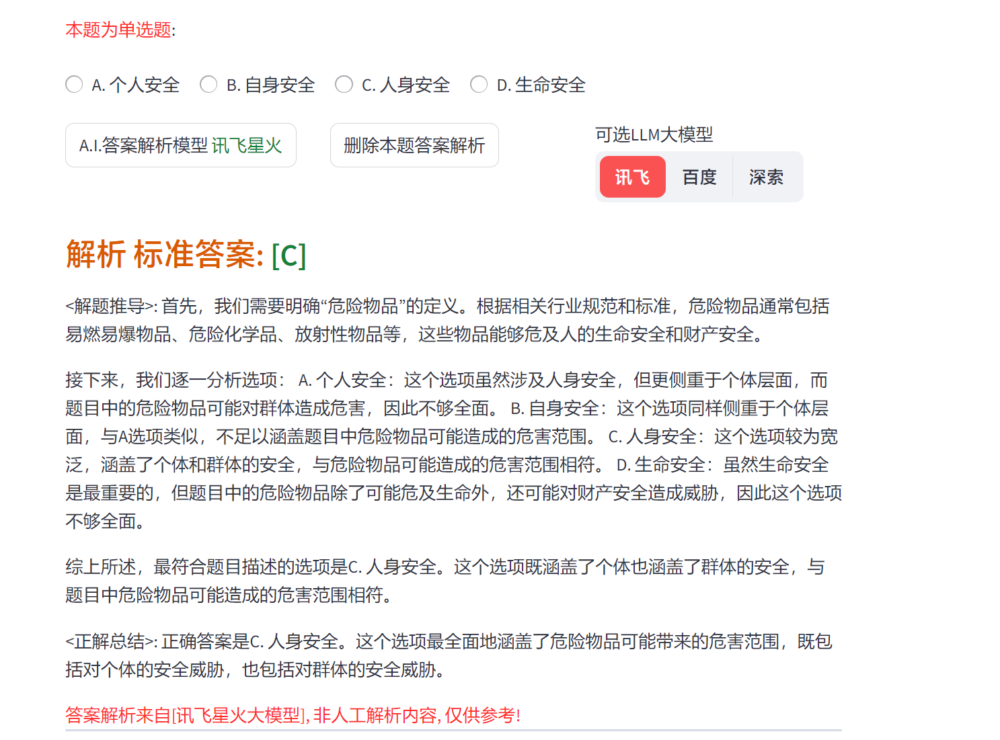 本题为单选题:
A. 个人安全 B. 自身安全 C. 人身安全 D. 生命安全
A.I.答案解析模型 讯飞星火 删除本题答案解析
可选LLM大模型
讯飞 百度 深索
解析 标准答案: [C]
<解题推导>: 首先，我们需要明确“危险物品”的定义。根据相关行业规范和标准，危险物品通常包括
易燃易爆物品、危险化学品、放射性物品等，这些物品能够危及人的生命安全和财产安全。
接下来，我们逐一分析选项： A. 个人安全：这个选项虽然涉及人身安全，但更侧重于个体层面，而
题目中的危险物品可能对群体造成危害，因此不够全面。 B. 自身安全：这个选项同样侧重于个体层
面，与A选项类似，不足以涵盖题目中危险物品可能造成的危害范围。 C. 人身安全：这个选项较为宽
泛，涵盖了个体和群体的安全，与危险物品可能造成的危害范围相符。 D. 生命安全：虽然生命安全
是最重要的，但题目中的危险物品除了可能危及生命外，还可能对财产安全造成威胁，因此这个选项
不够全面。
综上所述，最符合题目描述的选项是C. 人身安全。这个选项既涵盖了个体也涵盖了群体的安全，与
题目中危险物品可能造成的危害范围相符。
<正解总结>: 正确答案是C. 人身安全。这个选项最全面地涵盖了危险物品可能带来的危害范围，既包
括对个体的安全威胁，也包括对群体的安全威胁。
答案解析来自[讯飞星火大模型], 非人工解析内容, 仅供参考!